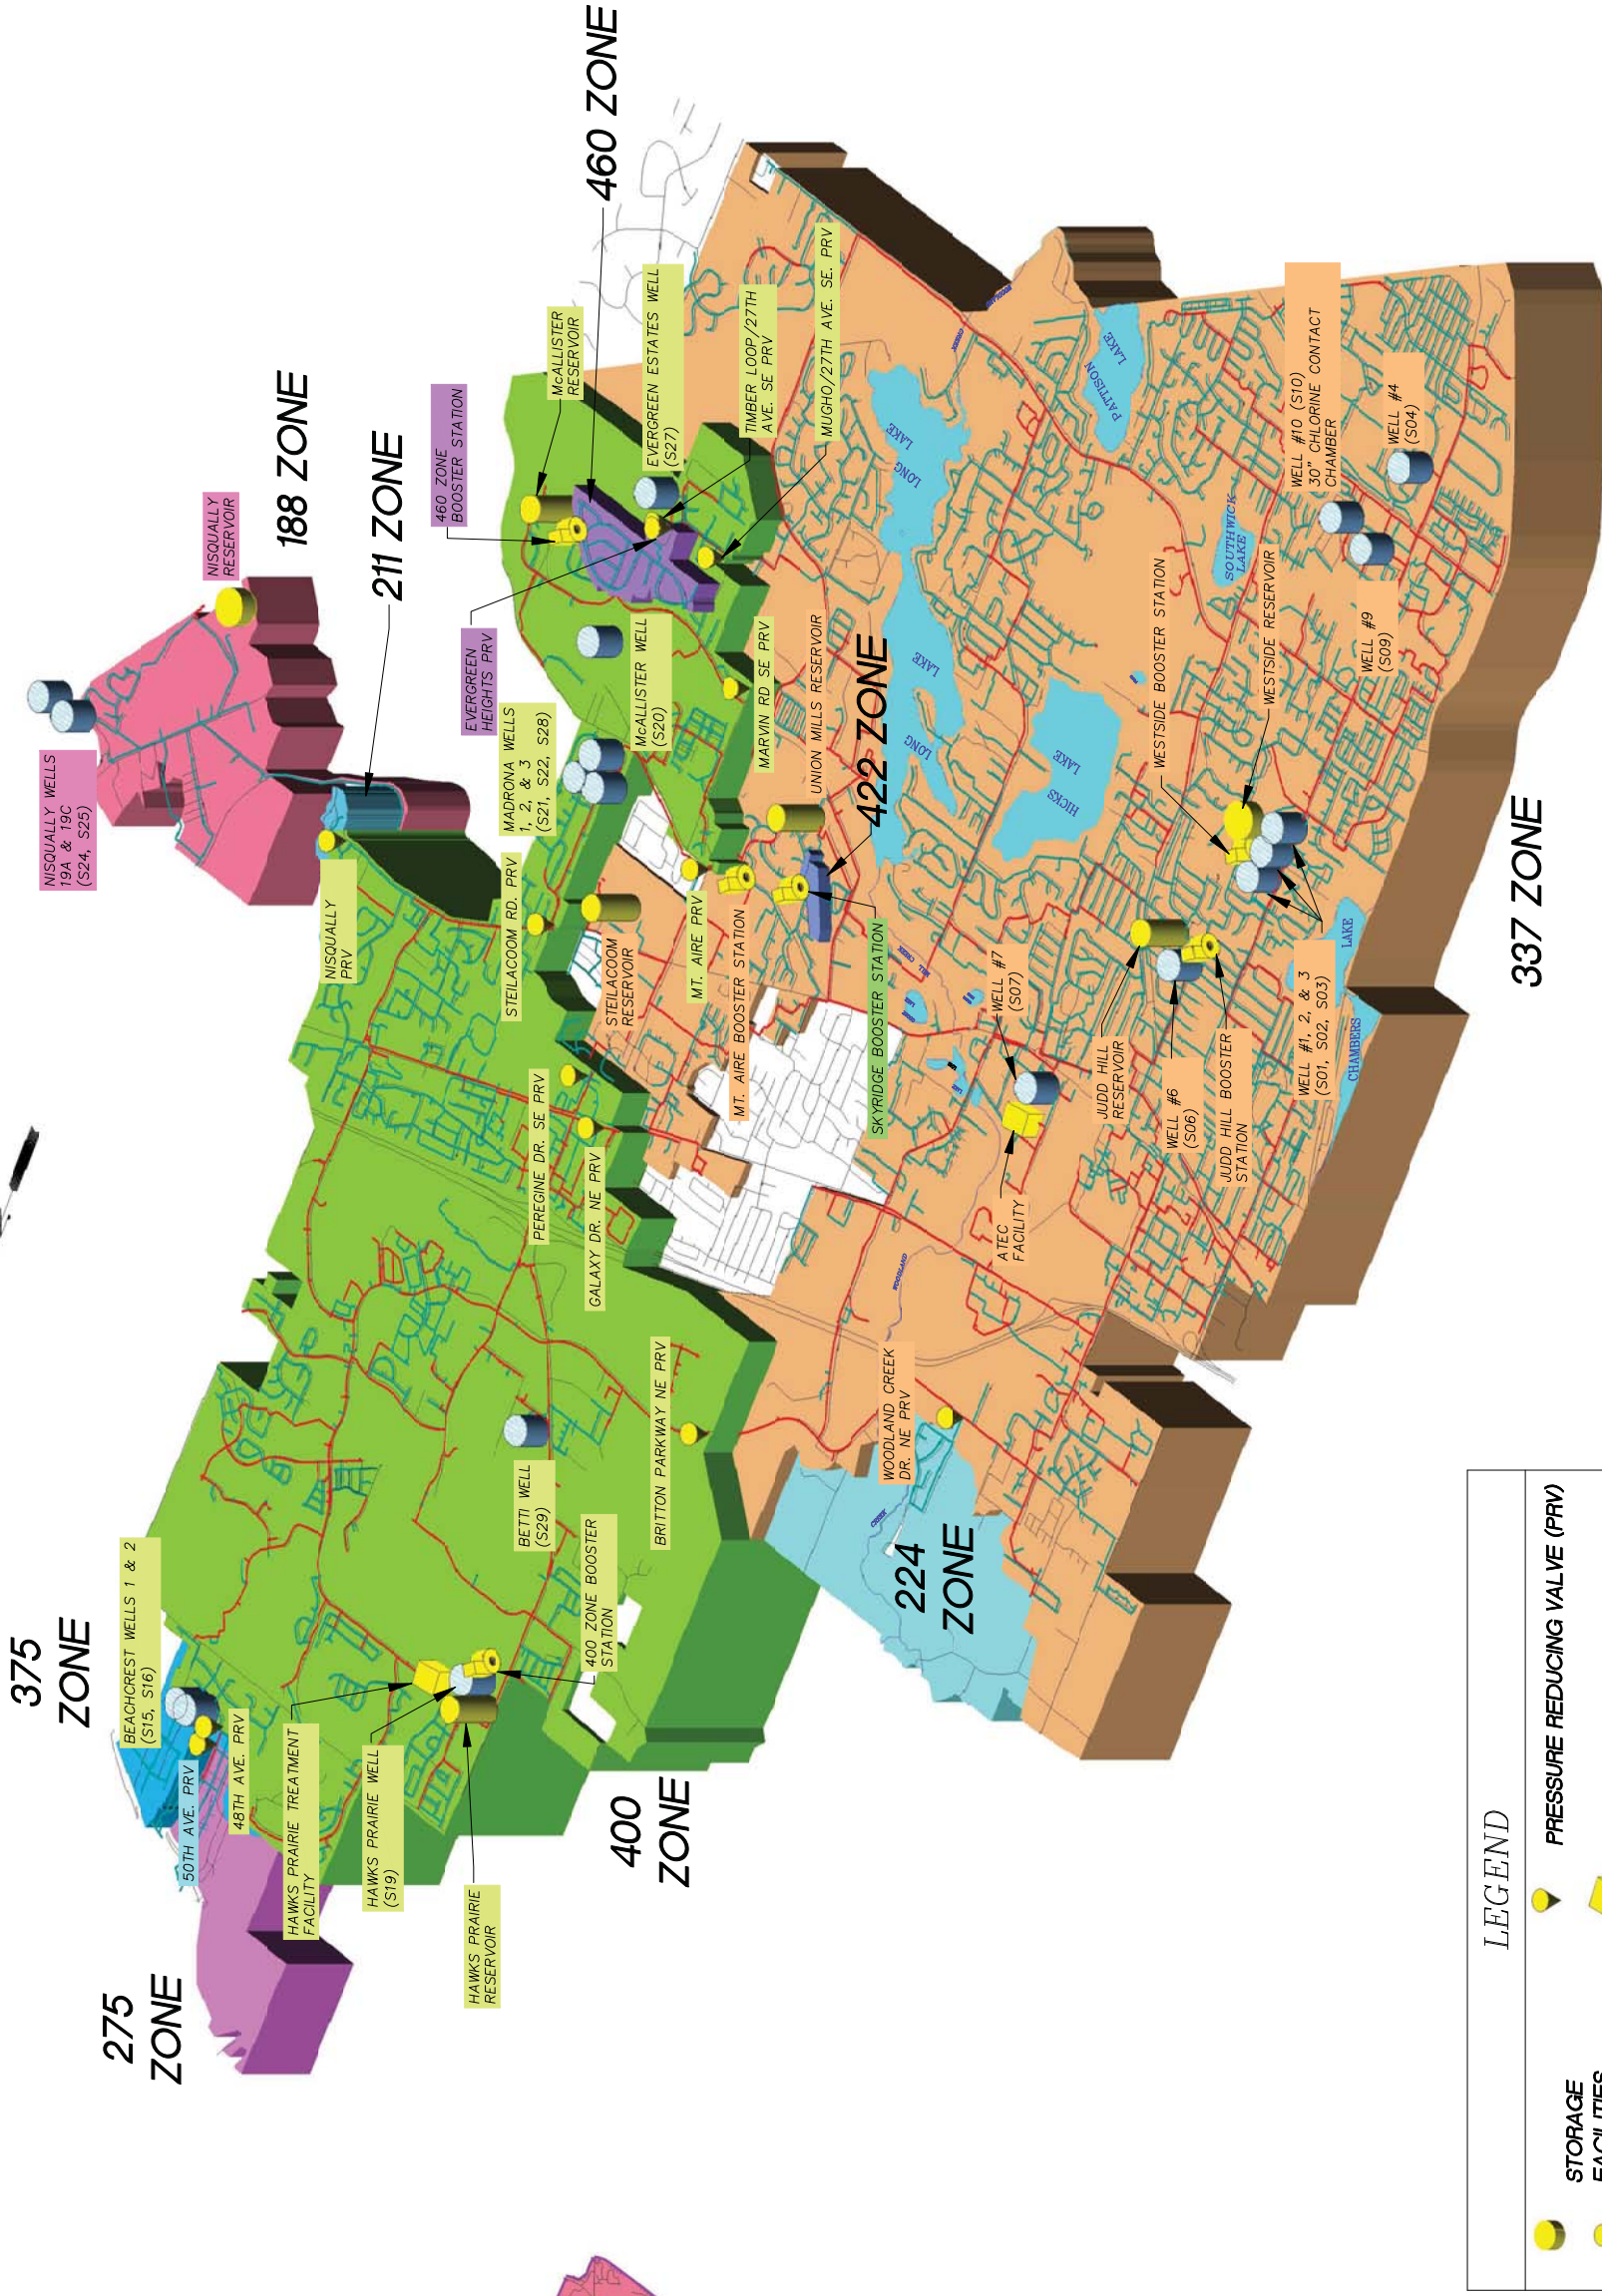 375
ZONE
275
ZONE
400
ZONE
224
ZONE
188 ZONE
211 ZONE
460 ZONE
422 ZONE
337 ZONE
NISQUALLY WELLS
19A & 19C
(S24, S25)
NISQUALLY
RESERVOIR
NISQUALLY
PRV
BEACHCREST WELLS 1 & 2
(S15, S16)
50TH AVE. PRV
48TH AVE. PRV
HAWKS PRAIRIE TREATMENT
FACILITY
HAWKS PRAIRIE WELL
(S19)
HAWKS PRAIRIE
RESERVOIR
400 ZONE BOOSTER
STATION
BETTI WELL
(S29)
BRITTON PARKWAY NE PRV
GALAXY DR. NE PRV
PEREGINE DR. SE PRV
STEILACOOM RD. PRV
STEILACOOM
RESERVOIR
MADRONA WELLS
1, 2, & 3
(S21, S22, S28)
EVERGREEN
HEIGHTS PRV
460 ZONE
BOOSTER STATION
McALLISTER
RESERVOIR
McALLISTER WELL
(S20)
EVERGREEN ESTATES WELL
(S27)
TIMBER LOOP/27TH
AVE. SE PRV
MUGHO/27TH AVE. SE. PRV
MARVIN RD SE PRV
UNION MILLS RESERVOIR
MT. AIRE PRV
MT. AIRE BOOSTER STATION
SKYRIDGE BOOSTER STATION
WOODLAND CREEK
DR. NE PRV
WOODLAND
CREEK
ATEC
FACILITY
WELL #7
(S07)
JUDD HILL
RESERVOIR
WELL #6
(S06)
JUDD HILL BOOSTER
STATION
WESTSIDE BOOSTER STATION
WESTSIDE RESERVOIR
WELL #1, 2, & 3
(S01, S02, S03)
WELL #9
(S09)
WELL #10 (S10)
30" CHLORINE CONTACT
CHAMBER
WELL #4
(S04)
LONG
LAKE
LONG
LAKE
HICKS
LAKE
PATTISON
LAKE
SOUTHWICK
LAKE
CHAMBERS
LAKE
WOODLAND
CREEK
LEGEND
STORAGE
FACILITIES
PRESSURE REDUCING VALVE (PRV)